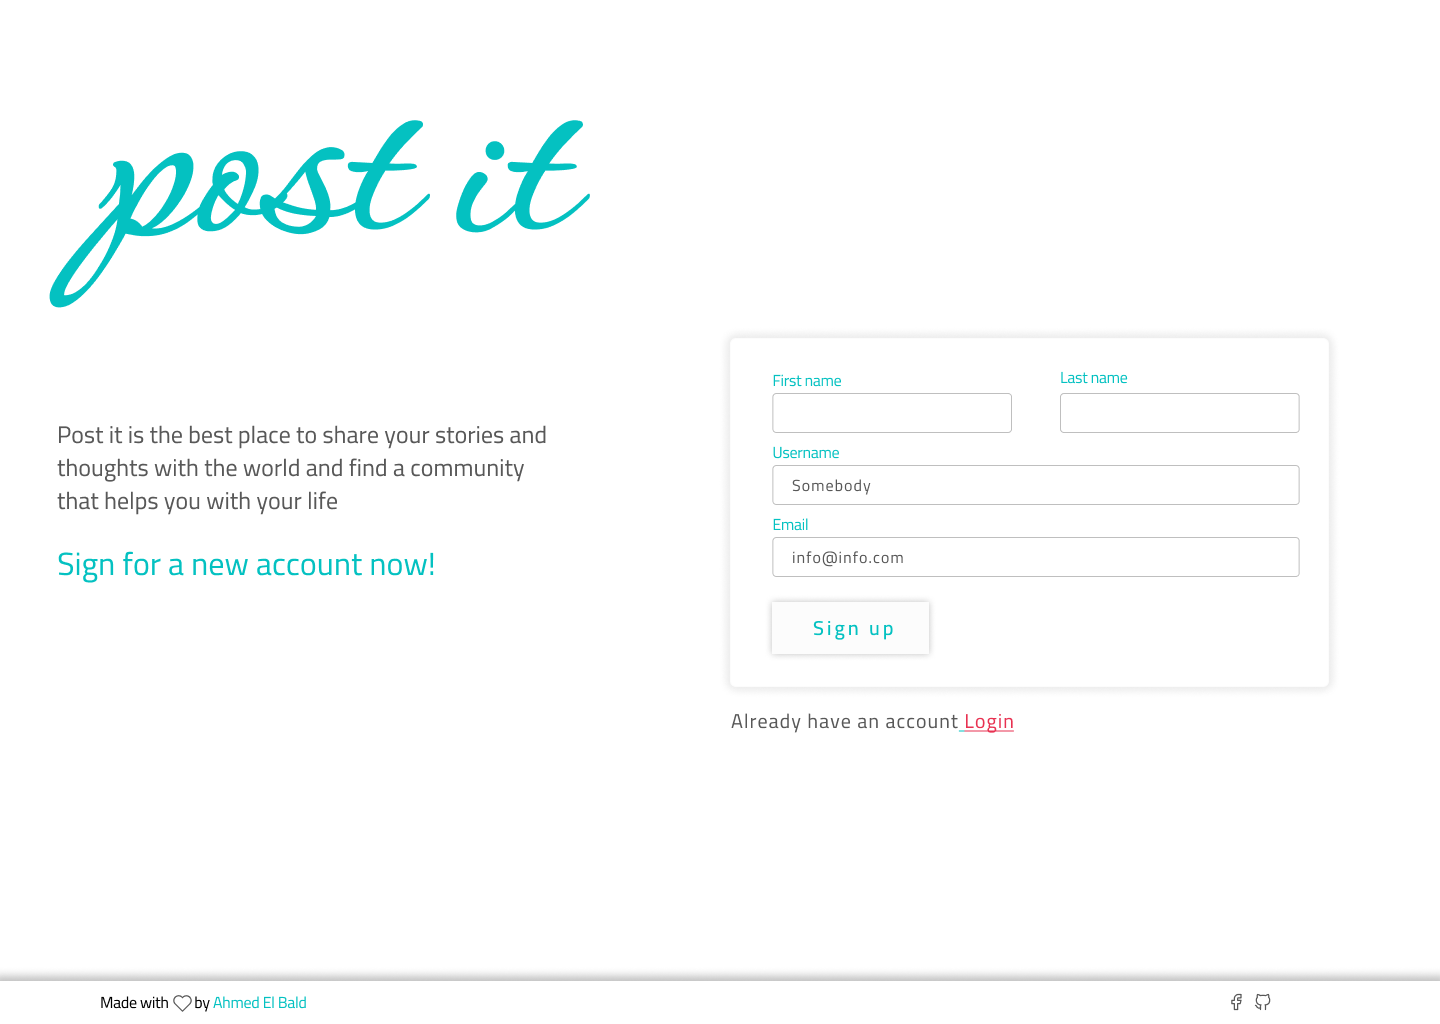 post it
Post it is the best place to share your stories and
thoughts with the world and find a community
that helps you with your life
Sign for a new account now!
First name
Last name
Username
Somebody
Email
info@info.com
Sign up
Already have an account Login
Made with by Ahmed El Bald